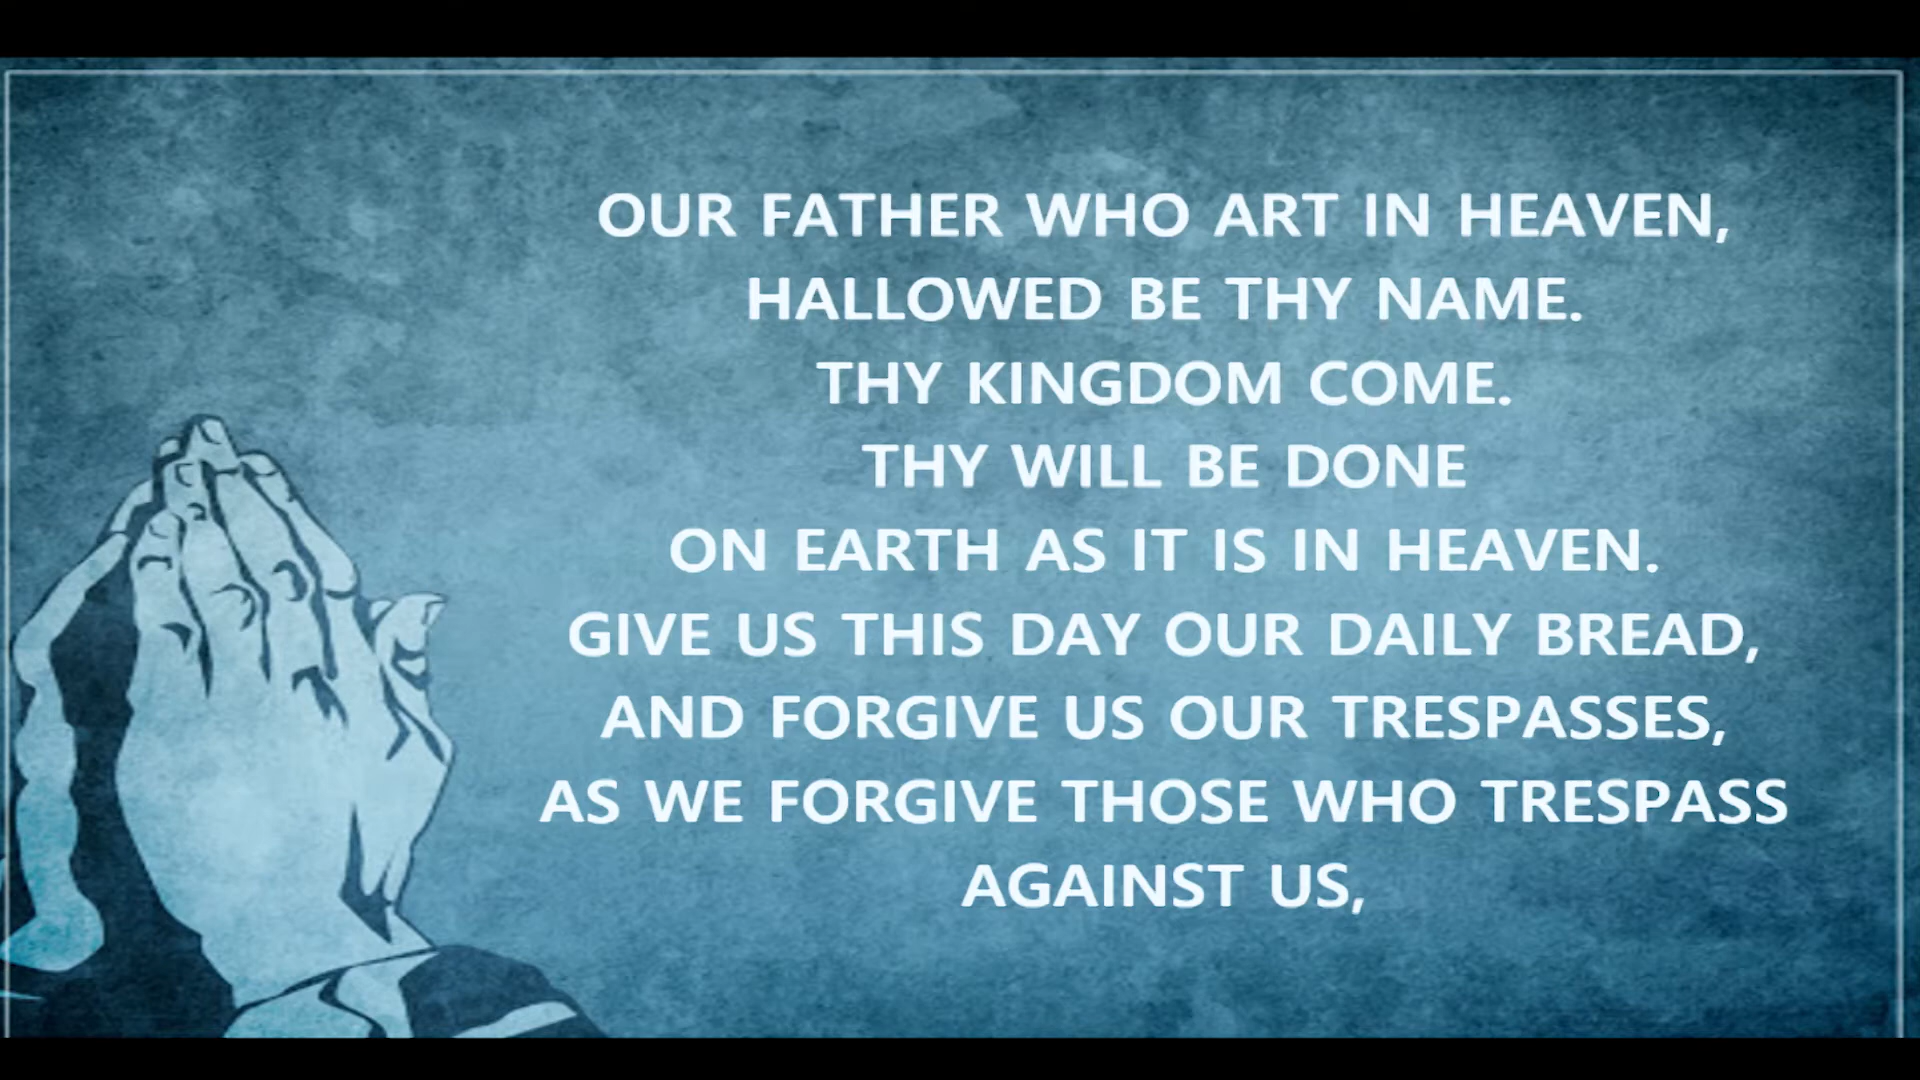 OUR FATHER WHO ART IN HEAVEN,
HALLOWED BE THY NAME.
THY KINGDOM COME.
THY WILL BE DONE
ON EARTH AS IT IS IN HEAVEN.
GIVE US THIS DAY OUR DAILY BREAD,
AND FORGIVE US OUR TRESPASSES,
AS WE FORGIVE THOSE WHO TRESPASS
AGAINST US,